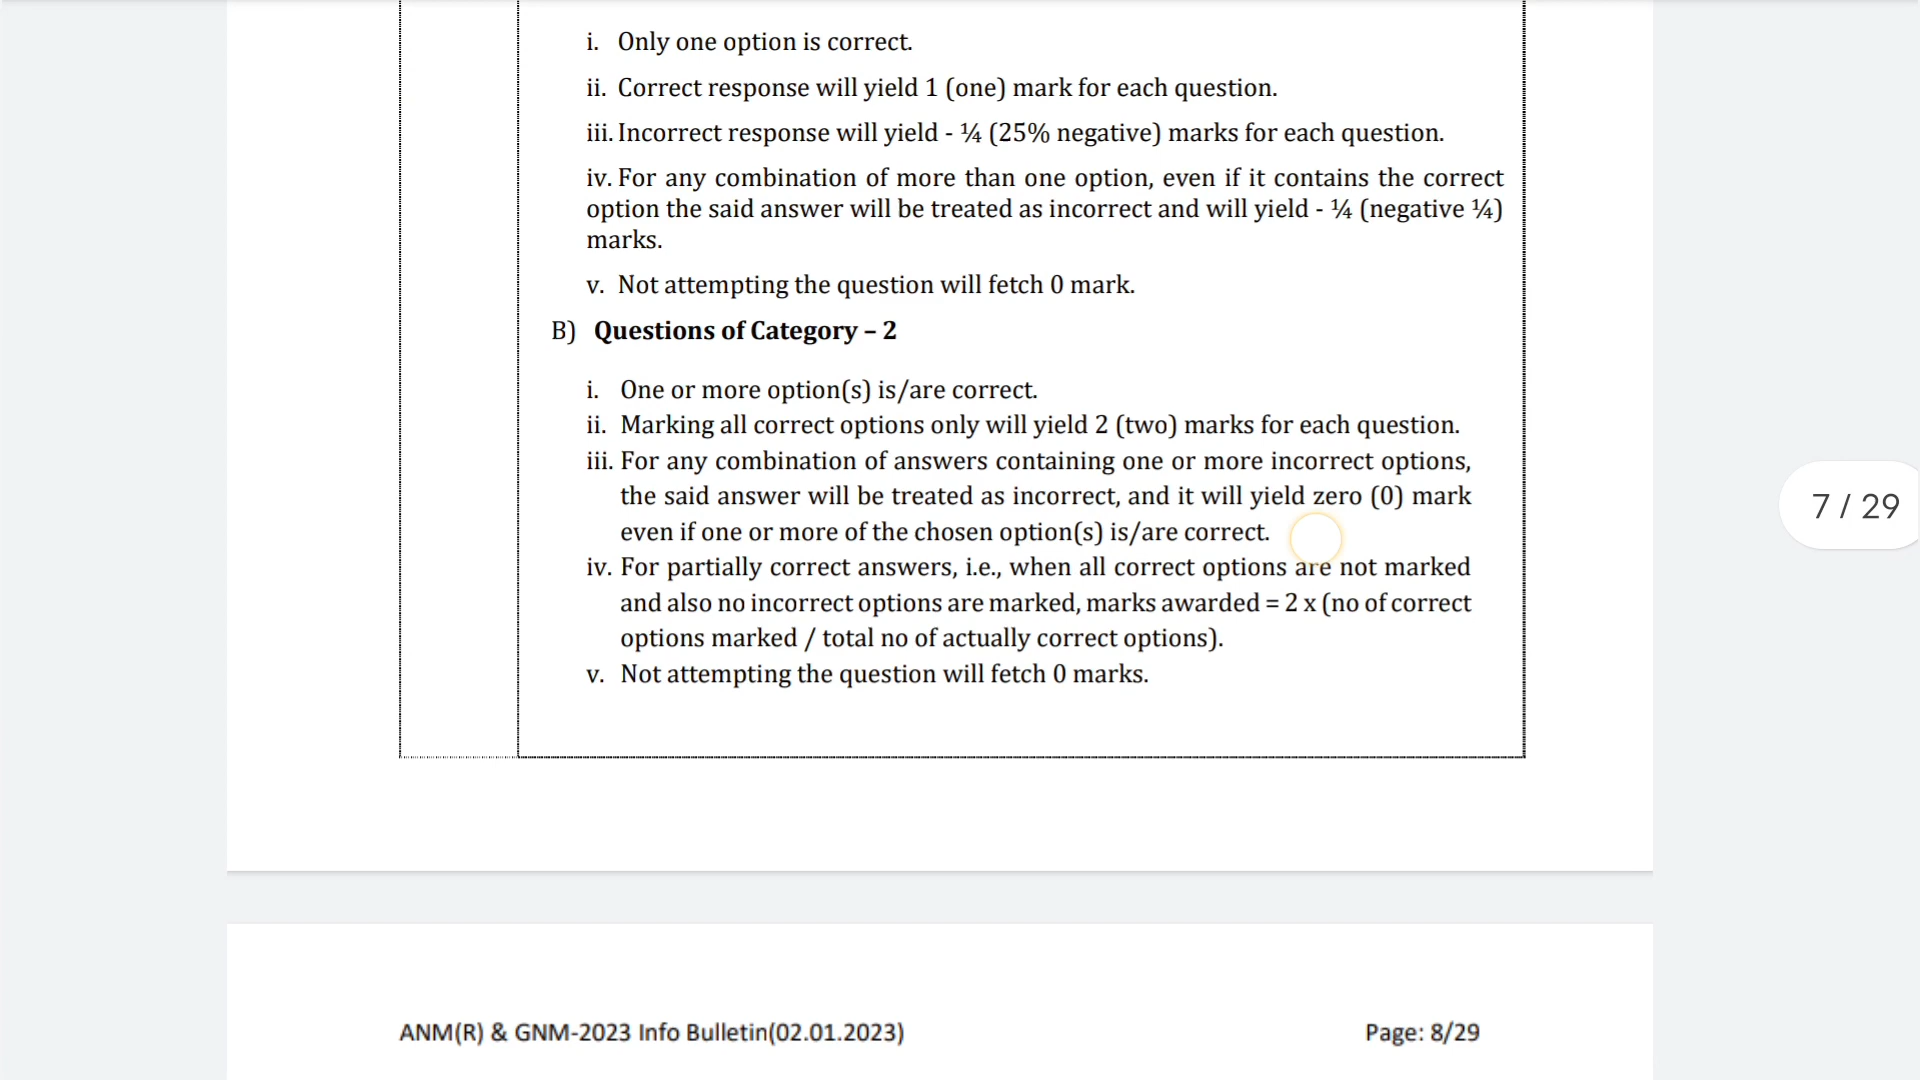 i. Only one option is correct.
ii. Correct response will yield 1 (one) mark for each question.
iii. Incorrect response will yield - ¼ (25% negative) marks for each question.
iv. For any combination of more than one option, even if it contains the correct
option the said answer will be treated as incorrect and will yield - ¼ (negative ¼)
marks.
v. Not attempting the question will fetch 0 mark.
B) Questions of Category – 2
i. One or more option(s) is/are correct.
ii. Marking all correct options only will yield 2 (two) marks for each question.
iii. For any combination of answers containing one or more incorrect options,
the said answer will be treated as incorrect, and it will yield zero (0) mark
even if one or more of the chosen option(s) is/are correct.
iv. For partially correct answers, i.e., when all correct options are not marked
and also no incorrect options are marked, marks awarded = 2 x (no of correct
options marked / total no of actually correct options).
v. Not attempting the question will fetch 0 marks.
7 / 29
ANM(R) & GNM-2023 Info Bulletin(02.01.2023) Page: 8/29